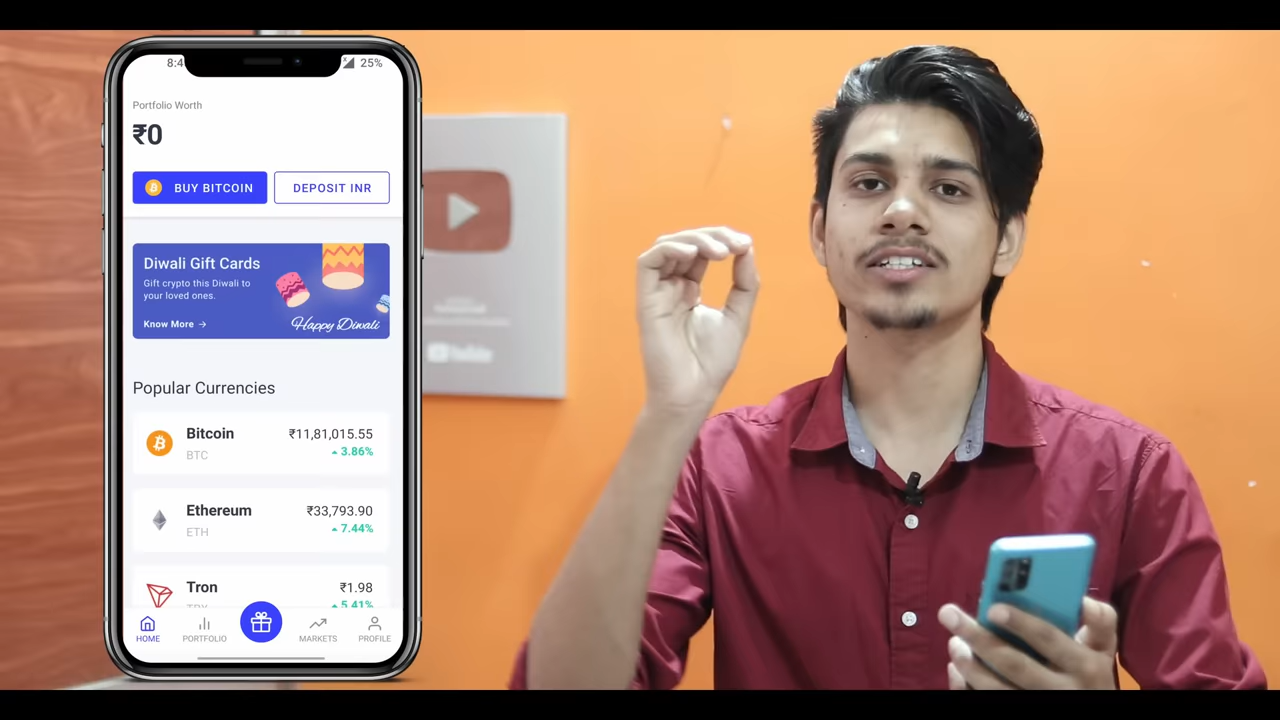 8:4
25%
Portfolio Worth
₹0
BUY BITCOIN
DEPOSIT INR
Diwali Gift Cards
Gift crypto this Diwali to
your loved ones.
Know More →
Happy Diwali
Popular Currencies
Bitcoin
₹11,81,015.55
BTC
3.86%
Ethereum
₹33,793.90
ETH
7.44%
Tron
₹1.98
TRX
5.41%
HOME
PORTFOLIO
MARKETS
PROFILE
YouTube